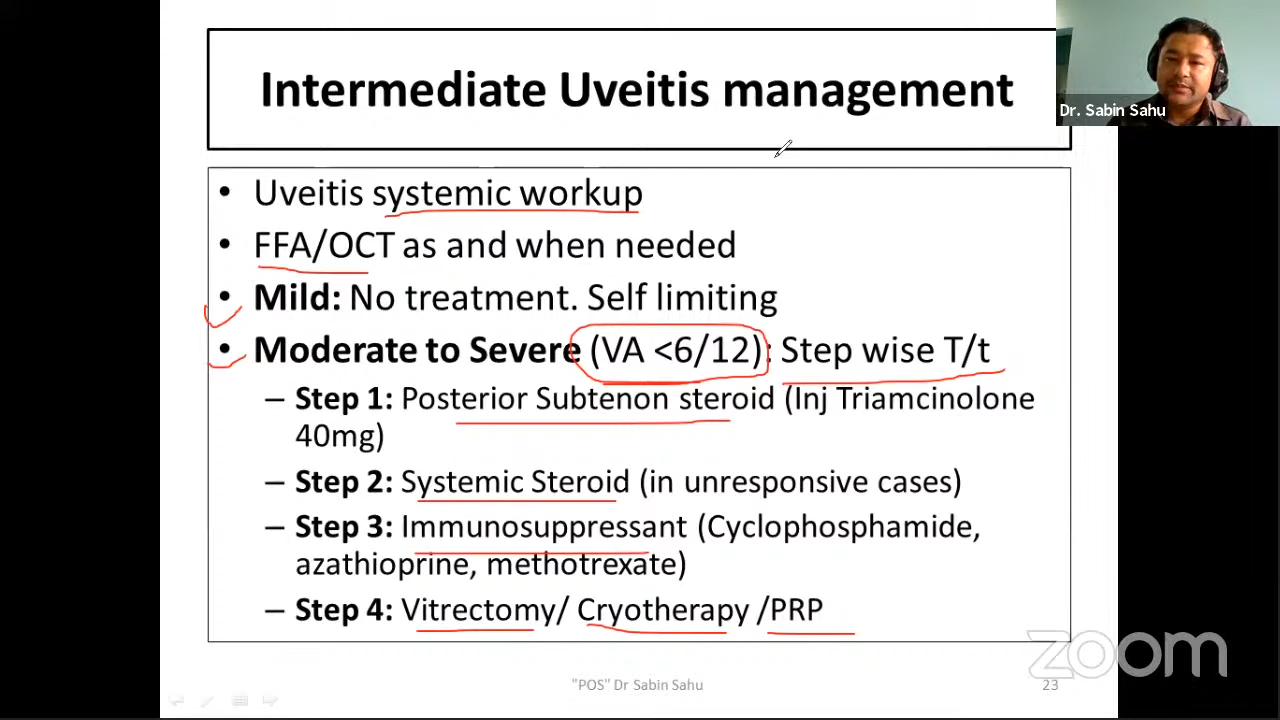 Intermediate Uveitis management
Dr. Sabin Sahu
• Uveitis systemic workup
• FFA/OCT as and when needed
• Mild: No treatment. Self limiting
• Moderate to Severe (VA <6/12): Step wise T/t
– Step 1: Posterior Subtenon steroid (Inj Triamcinolone
40mg)
– Step 2: Systemic Steroid (in unresponsive cases)
– Step 3: Immunosuppressant (Cyclophosphamide,
azathioprine, methotrexate)
– Step 4: Vitrectomy/ Cryotherapy /PRP
zoom
"POS" Dr Sabin Sahu
23